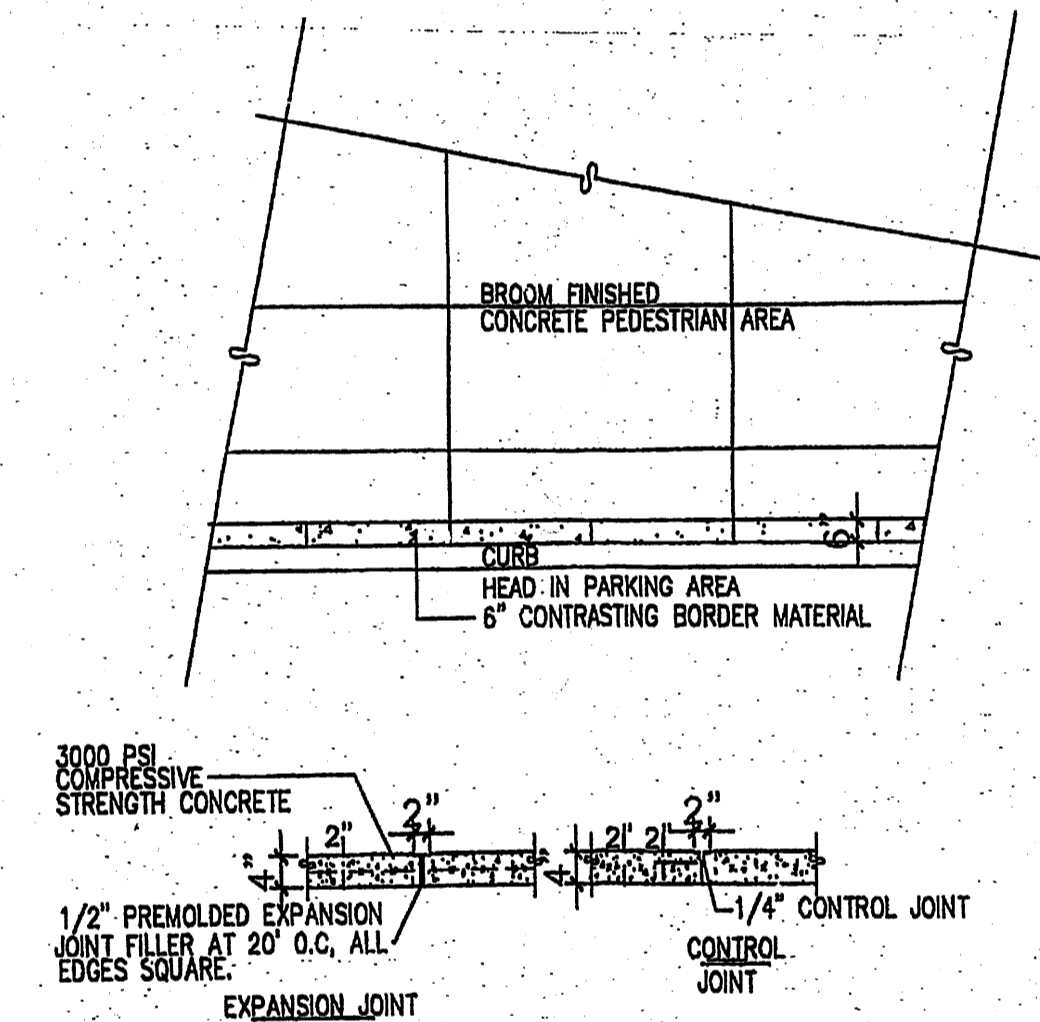 BROOM FINISHED
CONCRETE PEDESTRIAN AREA
6"
CURB
HEAD IN PARKING AREA
6" CONTRASTING BORDER MATERIAL
3000 PSI
COMPRESSIVE
STRENGTH CONCRETE
2"
2"
4"
1/2" PREMOLDED EXPANSION
JOINT FILLER AT 20' O.C, ALL
EDGES SQUARE.
EXPANSION JOINT
2"
2' 2'
4"
1/4" CONTROL JOINT
CONTROL
JOINT